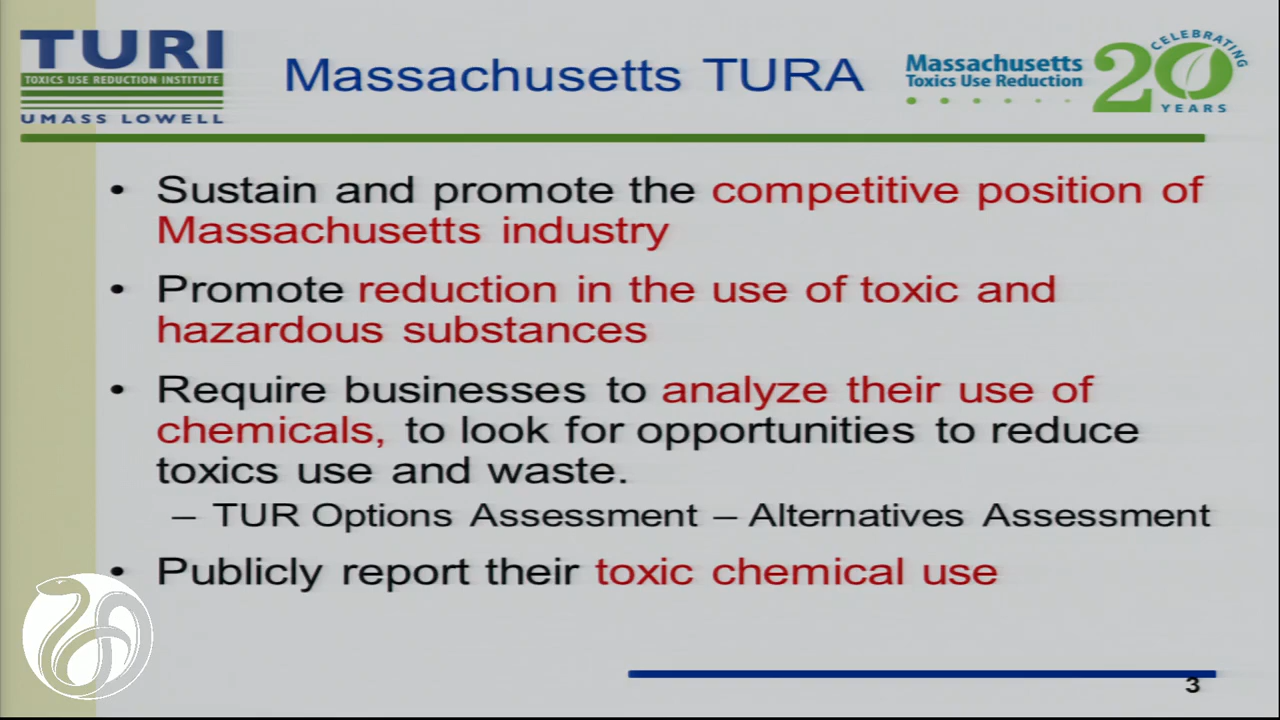 TURI
TOXICS USE REDUCTION INSTITUTE
UMASS LOWELL
Massachusetts TURA
Massachusetts
Toxics Use Reduction
CELEBRATING
20
YEARS
• Sustain and promote the competitive position of
Massachusetts industry
• Promote reduction in the use of toxic and
hazardous substances
• Require businesses to analyze their use of
chemicals, to look for opportunities to reduce
toxics use and waste.
– TUR Options Assessment – Alternatives Assessment
• Publicly report their toxic chemical use
3